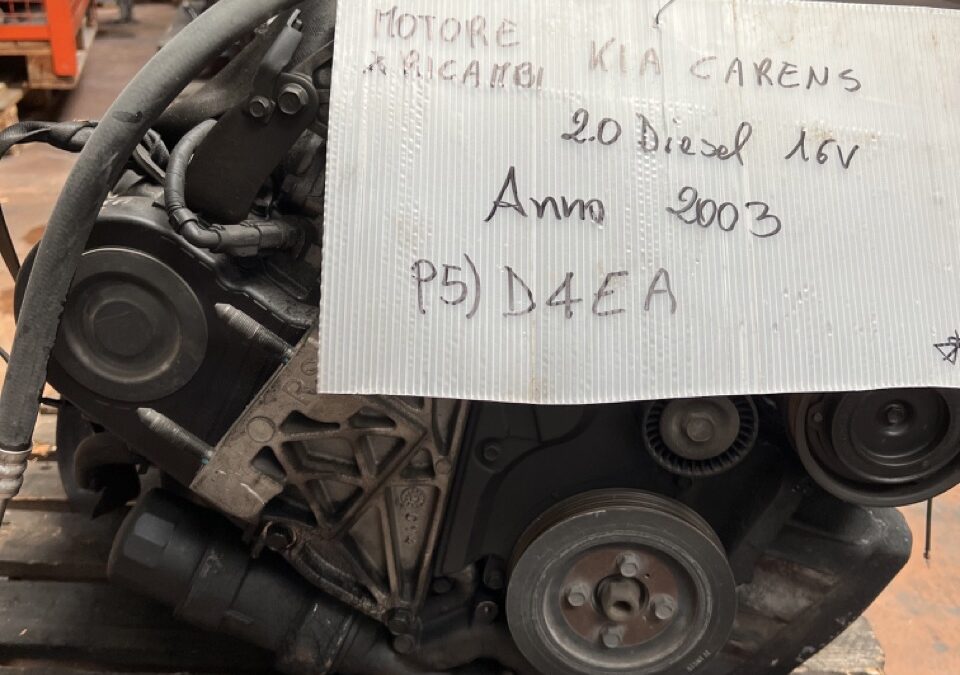 MOTORE
X RICAMBI
KIA CARENS
2.0 Diesel 16V
Anno 2003
P5) D4EA